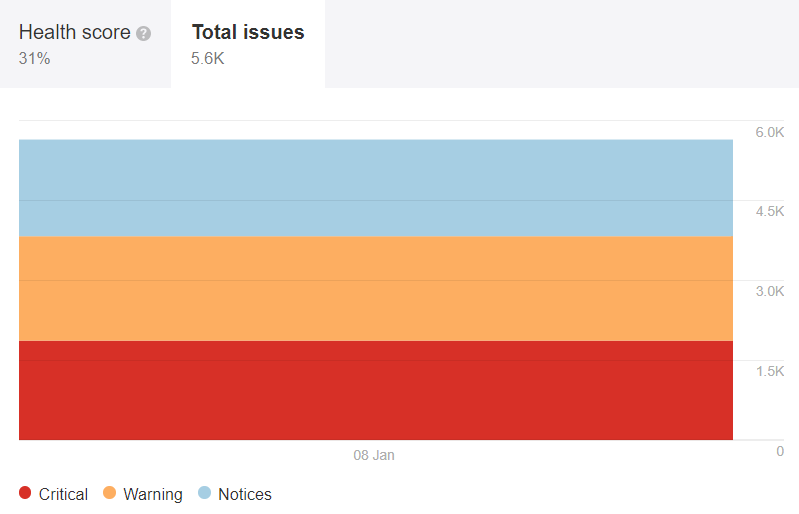 Health score ?
31%
Total issues
5.6K
6.0K
4.5K
3.0K
1.5K
0
08 Jan
Critical
Warning
Notices